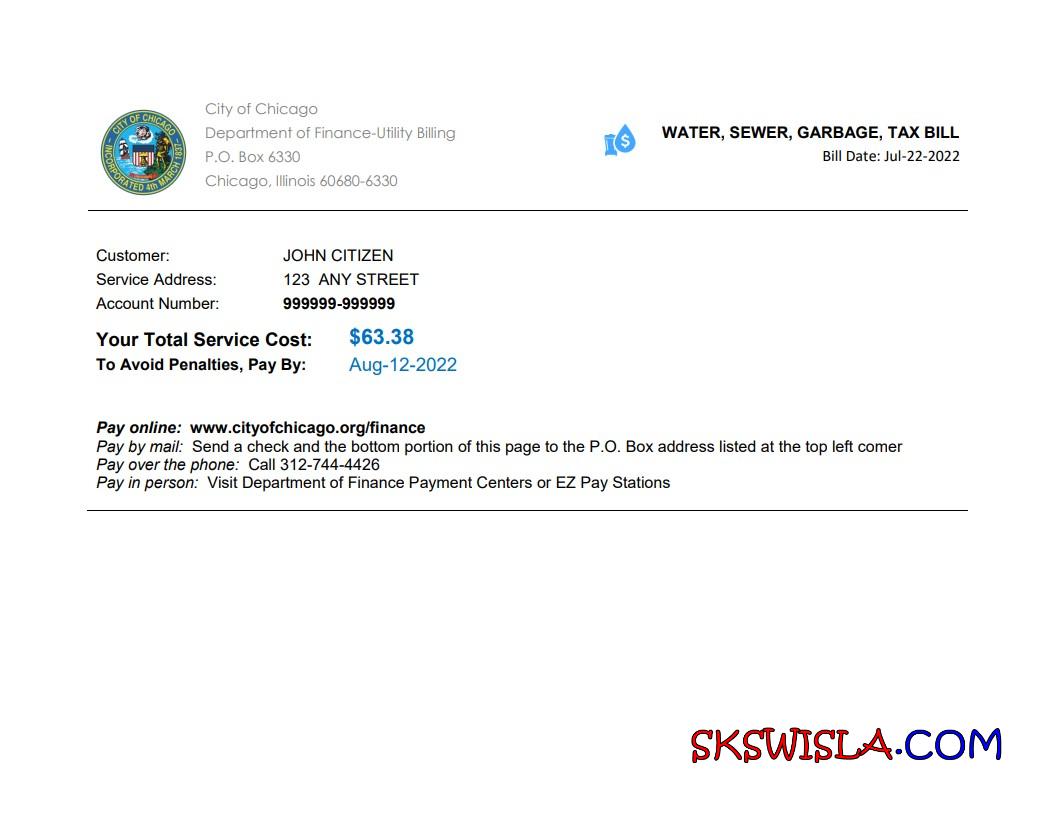 City of Chicago
Department of Finance-Utility Billing
P.O. Box 6330
Chicago, Illinois 60680-6330
CITY OF CHICAGO
INCORPORATED 4th MARCH 1837
$
WATER, SEWER, GARBAGE, TAX BILL
Bill Date: Jul-22-2022
Customer: JOHN CITIZEN
Service Address: 123 ANY STREET
Account Number: 999999-999999
Your Total Service Cost: $63.38
To Avoid Penalties, Pay By: Aug-12-2022
Pay online: www.cityofchicago.org/finance
Pay by mail: Send a check and the bottom portion of this page to the P.O. Box address listed at the top left comer
Pay over the phone: Call 312-744-4426
Pay in person: Visit Department of Finance Payment Centers or EZ Pay Stations
SKSWISLA.COM